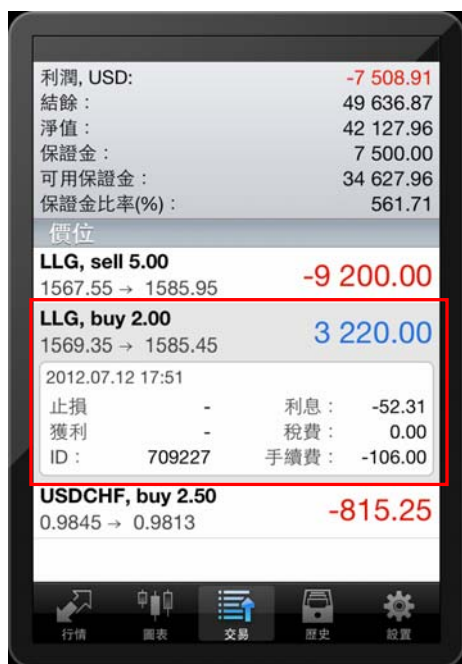 利潤, USD: -7 508.91
結餘： 49 636.87
淨值： 42 127.96
保證金： 7 500.00
可用保證金： 34 627.96
保證金比率(%)： 561.71
價位
LLG, sell 5.00 -9 200.00
1567.55 → 1585.95
LLG, buy 2.00 3 220.00
1569.35 → 1585.45
2012.07.12 17:51
止損 - 利息： -52.31
獲利 - 稅費： 0.00
ID： 709227 手續費： -106.00
USDCHF, buy 2.50 -815.25
0.9845 → 0.9813
行情 圖表 交易 歷史 設置